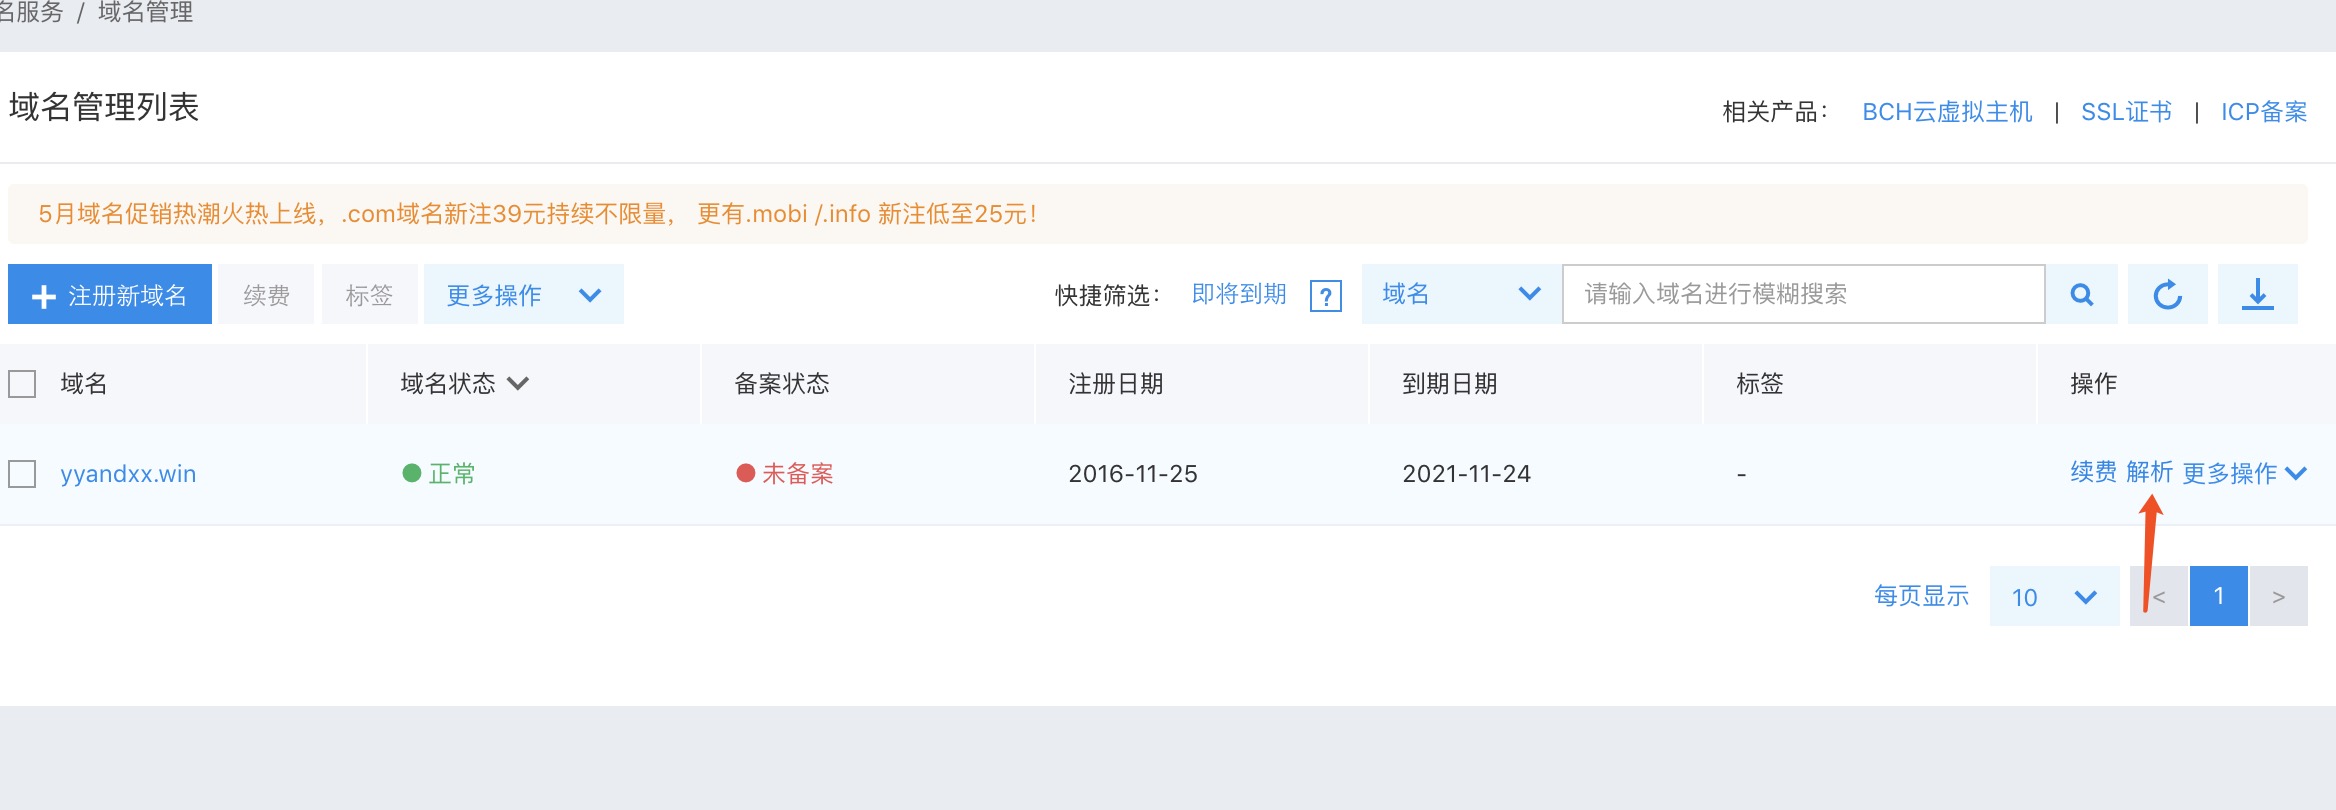 名服务 / 域名管理
域名管理列表
相关产品： BCH云虚拟主机 | SSL证书 | ICP备案
5月域名促销热潮火热上线，.com域名新注39元持续不限量， 更有.mobi /.info 新注低至25元！
注册新域名 续费 标签 更多操作 快捷筛选： 即将到期 ? 域名 请输入域名进行模糊搜索
域名 域名状态 备案状态 注册日期 到期日期 标签 操作
yyandxx.win 正常 未备案 2016-11-25 2021-11-24 - 续费 解析 更多操作
每页显示 10 < 1 >